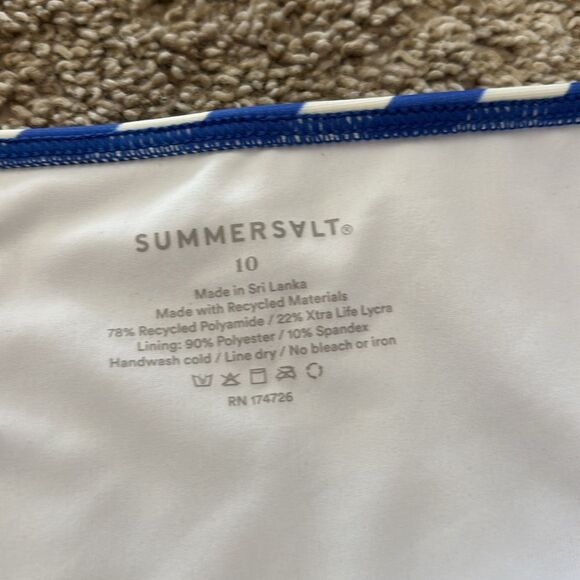 SUMMERSALT®
10
Made in Sri Lanka
Made with Recycled Materials
78% Recycled Polyamide / 22% Xtra Life Lycra
Lining: 90% Polyester / 10% Spandex
Handwash cold / Line dry / No bleach or iron
RN 174726